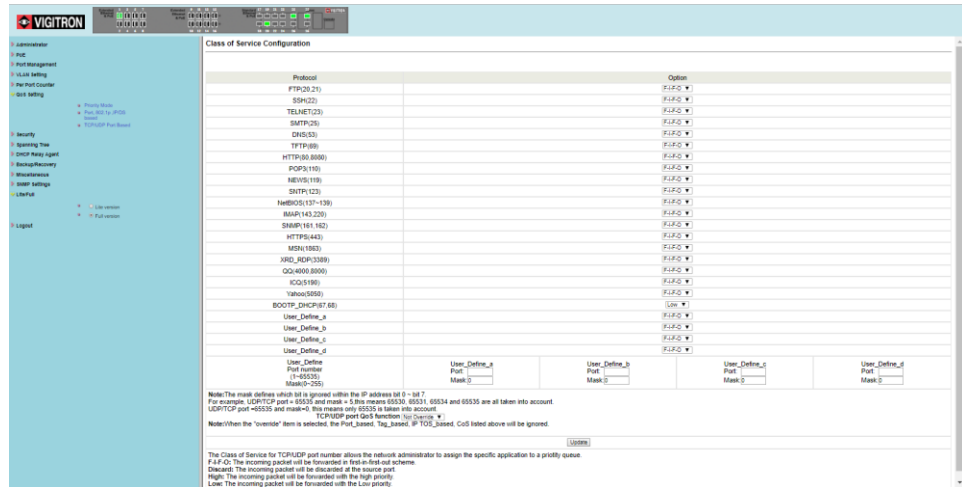 VIGITRON
Administrator
PoE
Port Management
VLAN Setting
Per Port Counter
QoS Setting
Priority Mode
Port, 802.1p, IP/DS based
TCP/UDP Port Based
Security
Spanning Tree
DHCP Relay Agent
Backup/Recovery
Miscellaneous
SNMP Settings
Lite/Full
Lite version
Full version
Logout
Class of Service Configuration
Protocol Option
FTP(20,21) F-I-F-O
SSH(22) F-I-F-O
TELNET(23) F-I-F-O
SMTP(25) F-I-F-O
DNS(53) F-I-F-O
TFTP(69) F-I-F-O
HTTP(80,8080) F-I-F-O
POP3(110) F-I-F-O
NEWS(119) F-I-F-O
SNTP(123) F-I-F-O
NetBIOS(137~139) F-I-F-O
IMAP(143,220) F-I-F-O
SNMP(161,162) F-I-F-O
HTTPS(443) F-I-F-O
MSN(1863) F-I-F-O
XRD_RDP(3389) F-I-F-O
QQ(4000,8000) F-I-F-O
ICQ(5190) F-I-F-O
Yahoo(5050) F-I-F-O
BOOTP_DHCP(67,68) Low
User_Define_a F-I-F-O
User_Define_b F-I-F-O
User_Define_c F-I-F-O
User_Define_d F-I-F-O
User_Define
Port number
(1~65535)
Mask(0~255)
User_Define_a
Port:
Mask:0
User_Define_b
Port:
Mask:0
User_Define_c
Port:
Mask:0
User_Define_d
Port:
Mask:0
Note:The mask defines which bit is ignored within the IP address bit 0 ~ bit 7.
For example, UDP/TCP port = 65535 and mask = 5,this means 65530, 65531, 65534 and 65535 are all taken into account.
UDP/TCP port =65535 and mask=0, this means only 65535 is taken into account.
TCP/UDP port QoS function Not Override
Note:When the "override" item is selected, the Port_based, Tag_based, IP TOS_based, CoS listed above will be ignored.
Update
The Class of Service for TCP/UDP port number allows the network administrator to assign the specific application to a priority queue.
F-I-F-O: The incoming packet will be forwarded in first-in-first-out scheme.
Discard: The incoming packet will be discarded at the source port.
High: The incoming packet will be forwarded with the high priority.
Low: The incoming packet will be forwarded with the Low priority.